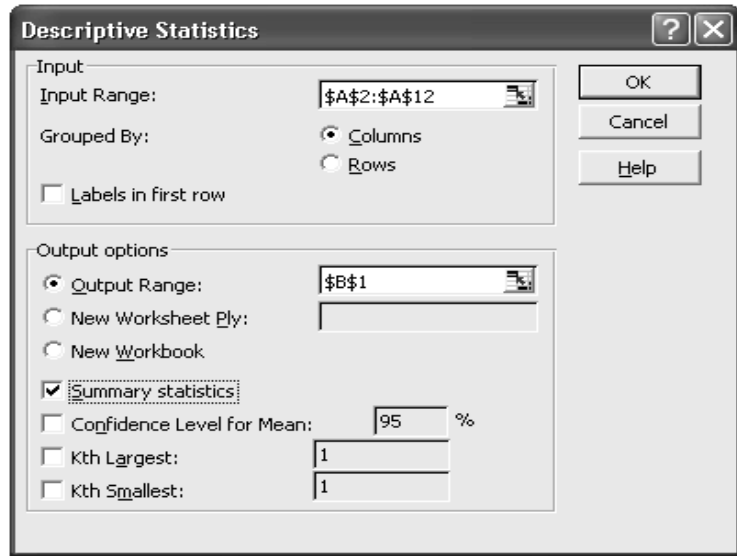 Descriptive Statistics
Input
Input Range: $A$2:$A$12
Grouped By: Columns
Rows
Labels in first row
OK
Cancel
Help
Output options
Output Range: $B$1
New Worksheet Ply:
New Workbook
Summary statistics
Confidence Level for Mean: 95 %
Kth Largest: 1
Kth Smallest: 1